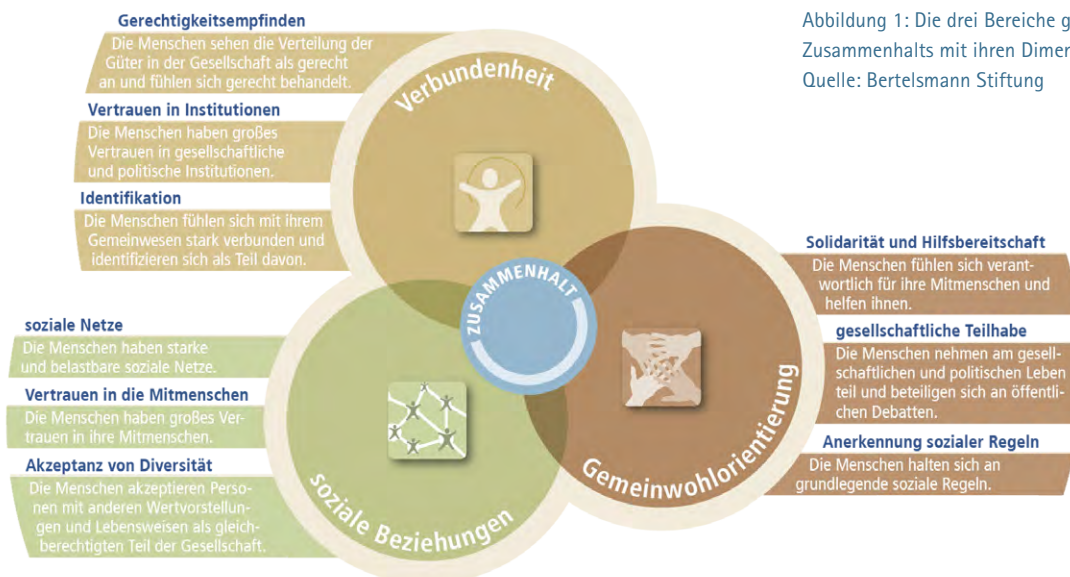 Abbildung 1: Die drei Bereiche g
Zusammenhalts mit ihren Dimen
Quelle: Bertelsmann Stiftung
Verbundenheit
Gerechtigkeitsempfinden
Die Menschen sehen die Verteilung der
Güter in der Gesellschaft als gerecht
an und fühlen sich gerecht behandelt.
Vertrauen in Institutionen
Die Menschen haben großes
Vertrauen in gesellschaftliche
und politische Institutionen.
Identifikation
Die Menschen fühlen sich mit ihrem
Gemeinwesen stark verbunden und
identifizieren sich als Teil davon.
ZUSAMMENHALT
soziale Beziehungen
soziale Netze
Die Menschen haben starke
und belastbare soziale Netze.
Vertrauen in die Mitmenschen
Die Menschen haben großes Ver-
trauen in ihre Mitmenschen.
Akzeptanz von Diversität
Die Menschen akzeptieren Perso-
nen mit anderen Wertvorstellun-
gen und Lebensweisen als gleich-
berechtigten Teil der Gesellschaft.
Gemeinwohlorientierung
Solidarität und Hilfsbereitschaft
Die Menschen fühlen sich verant-
wortlich für ihre Mitmenschen und
helfen ihnen.
gesellschaftliche Teilhabe
Die Menschen nehmen am gesell-
schaftlichen und politischen Leben
teil und beteiligen sich an öffentli-
chen Debatten.
Anerkennung sozialer Regeln
Die Menschen halten sich an
grundlegende soziale Regeln.